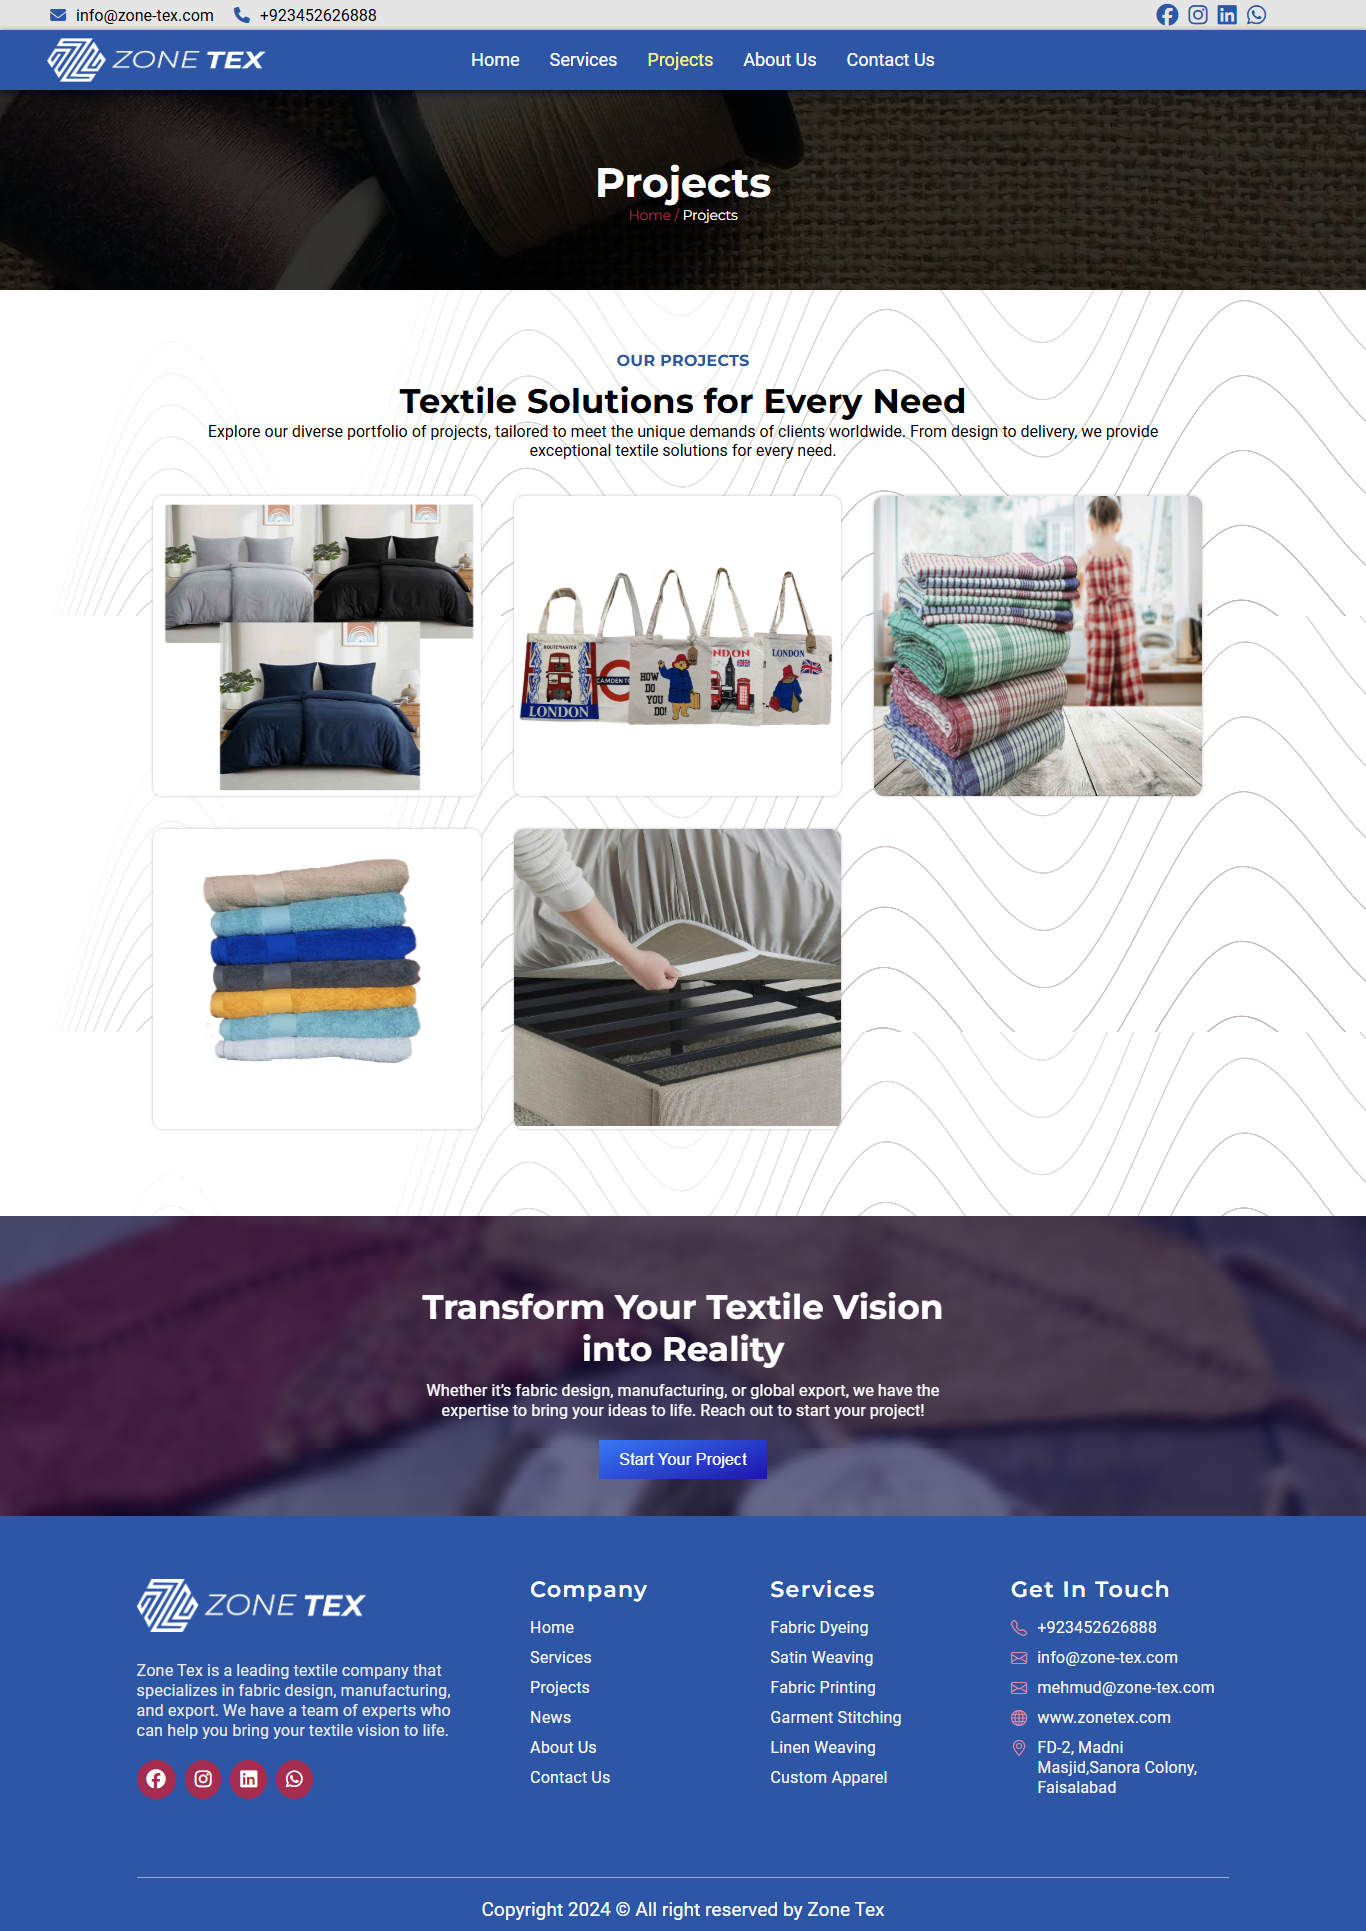 info@zone-tex.com +923452626888
ZONE TEX
Home Services Projects About Us Contact Us
Projects
Home / Projects
OUR PROJECTS
Textile Solutions for Every Need
Explore our diverse portfolio of projects, tailored to meet the unique demands of clients worldwide. From design to delivery, we provide
exceptional textile solutions for every need.
ROUTEMASTER
LONDON
CAMDEN TO
HOW
DO
YOU
DO!
NDON
LONDON
Transform Your Textile Vision
into Reality
Whether it's fabric design, manufacturing, or global export, we have the
expertise to bring your ideas to life. Reach out to start your project!
Start Your Project
ZONE TEX
Zone Tex is a leading textile company that
specializes in fabric design, manufacturing,
and export. We have a team of experts who
can help you bring your textile vision to life.
Company
Home
Services
Projects
News
About Us
Contact Us
Services
Fabric Dyeing
Satin Weaving
Fabric Printing
Garment Stitching
Linen Weaving
Custom Apparel
Get In Touch
+923452626888
info@zone-tex.com
mehmud@zone-tex.com
www.zonetex.com
FD-2, Madni
Masjid,Sanora Colony,
Faisalabad
Copyright 2024 © All right reserved by Zone Tex